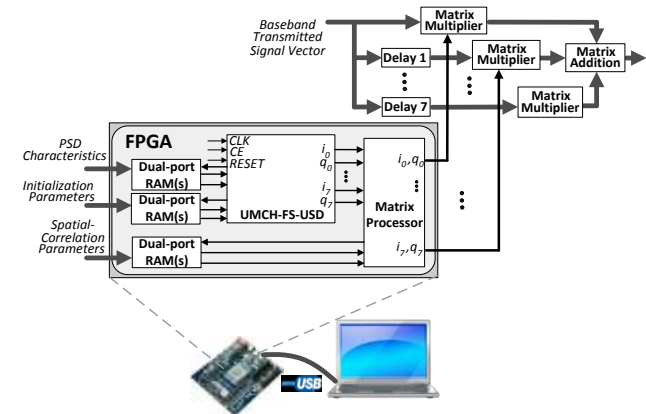 Baseband
Transmitted
Signal Vector
Matrix
Multiplier
Delay 1
Matrix
Multiplier
Matrix
Addition
Delay 7
Matrix
Multiplier
FPGA
PSD
Characteristics
Initialization
Parameters
Spatial-
Correlation
Parameters
Dual-port
RAM(s)
Dual-port
RAM(s)
Dual-port
RAM(s)
CLK
CE
RESET
i0
q0
i7
q7
UMCH-FS-USD
i0,q0
Matrix
Processor
i7,q7
USB